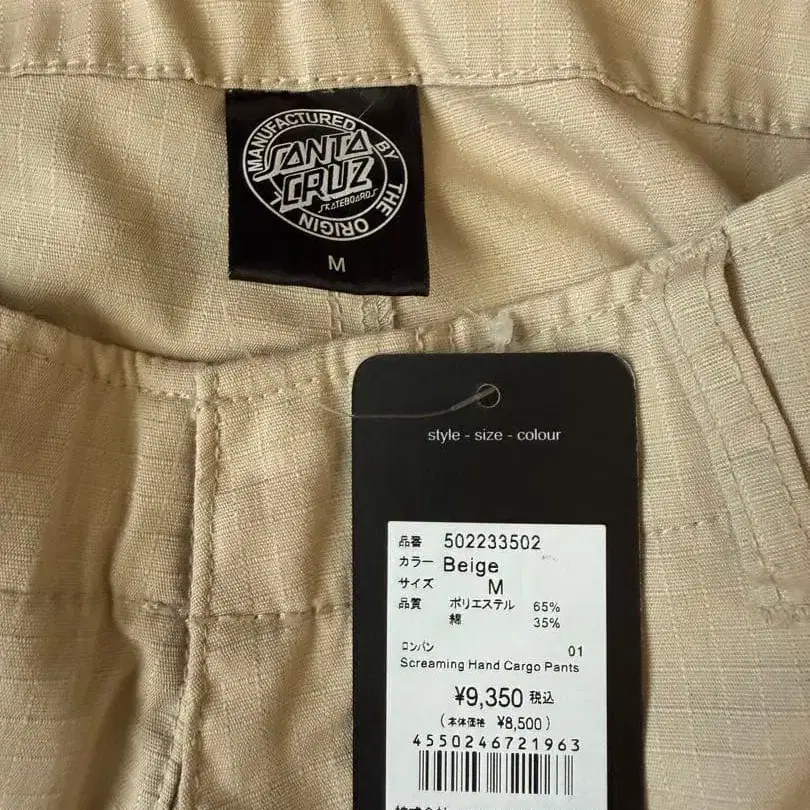 MANUFACTURED BY THE ORIGIN
SANTA
CRUZ
SKATEBOARDS
M
style - size - colour
品番 502233502
カラー Beige
サイズ M
品質 ポリエステル 65%
綿 35%
ロンパン 01
Screaming Hand Cargo Pants
¥9,350 税込
(本体価格 ¥8,500)
4550246721963